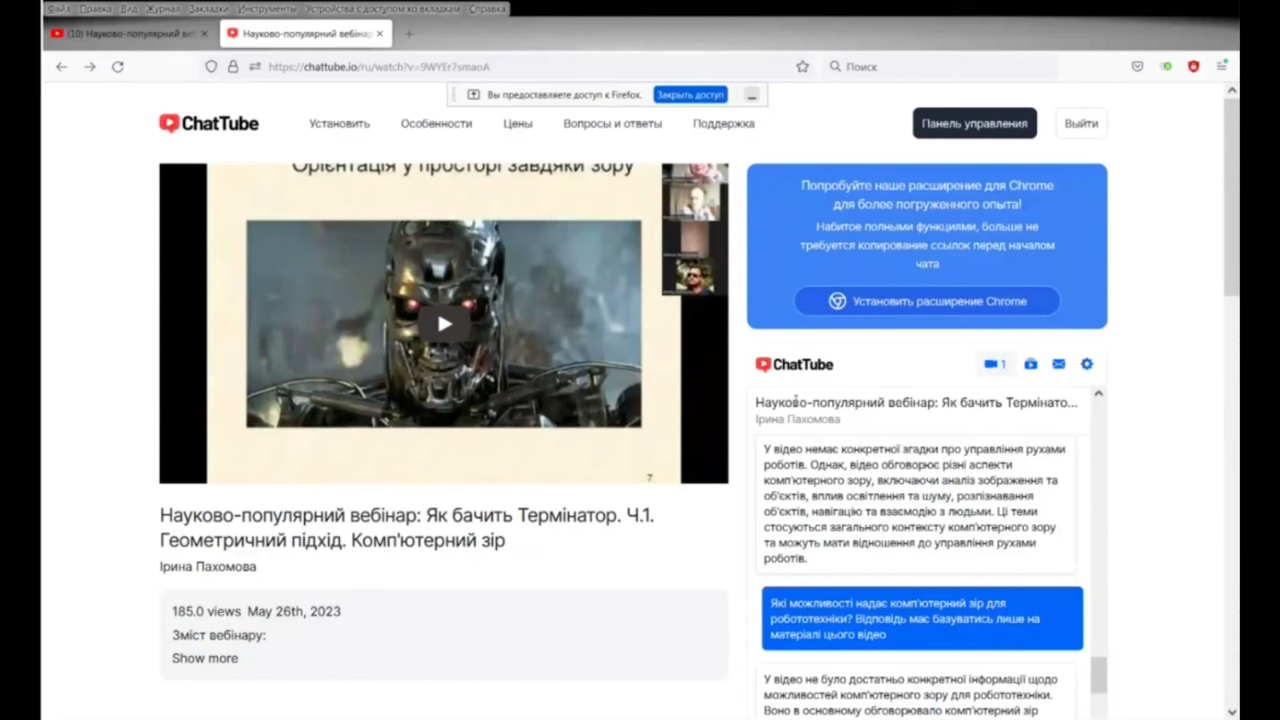 Файл Правка Вид Журнал Закладки Инструменты Устройства с доступом ко вкладкам Справка
(10) Науково-популярний веб
Науково-популярний вебінар:
https://chattube.io/ru/watch?v=9WYEr7smaoA
Поиск
Вы предоставляете доступ к Firefox. Закрыть доступ
ChatTube
Установить Особенности Цены Вопросы и ответы Поддержка
Панель управления Выйти
Орієнтація у просторі завдяки зору
7
Попробуйте наше расширение для Chrome
для более погруженного опыта!
Набитое полными функциями, больше не
требуется копирование ссылок перед началом
чата
Установить расширение Chrome
ChatTube
1
Науково-популярний вебінар: Як бачить Термінато...
Ірина Пахомова
У відео немає конкретної згадки про управління рухами
роботів. Однак, відео обговорює різні аспекти
комп'ютерного зору, включаючи аналіз зображення та
об'єктів, вплив освітлення та шуму, розпізнавання
об'єктів, навігацію та взаємодію з людьми. Ці теми
стосуються загального контексту комп'ютерного зору
та можуть мати відношення до управління рухами
роботів.
Які можливості надає комп'ютерний зір для
робототехніки? Відповідь має базуватись лише на
матеріалі цього відео
У відео не було достатньо конкретної інформації щодо
можливостей комп'ютерного зору для робототехніки.
Воно в основному обговорювало комп'ютерний зір
Науково-популярний вебінар: Як бачить Термінатор. Ч.1.
Геометричний підхід. Комп'ютерний зір
Ірина Пахомова
185.0 views May 26th, 2023
Зміст вебінару:
Show more